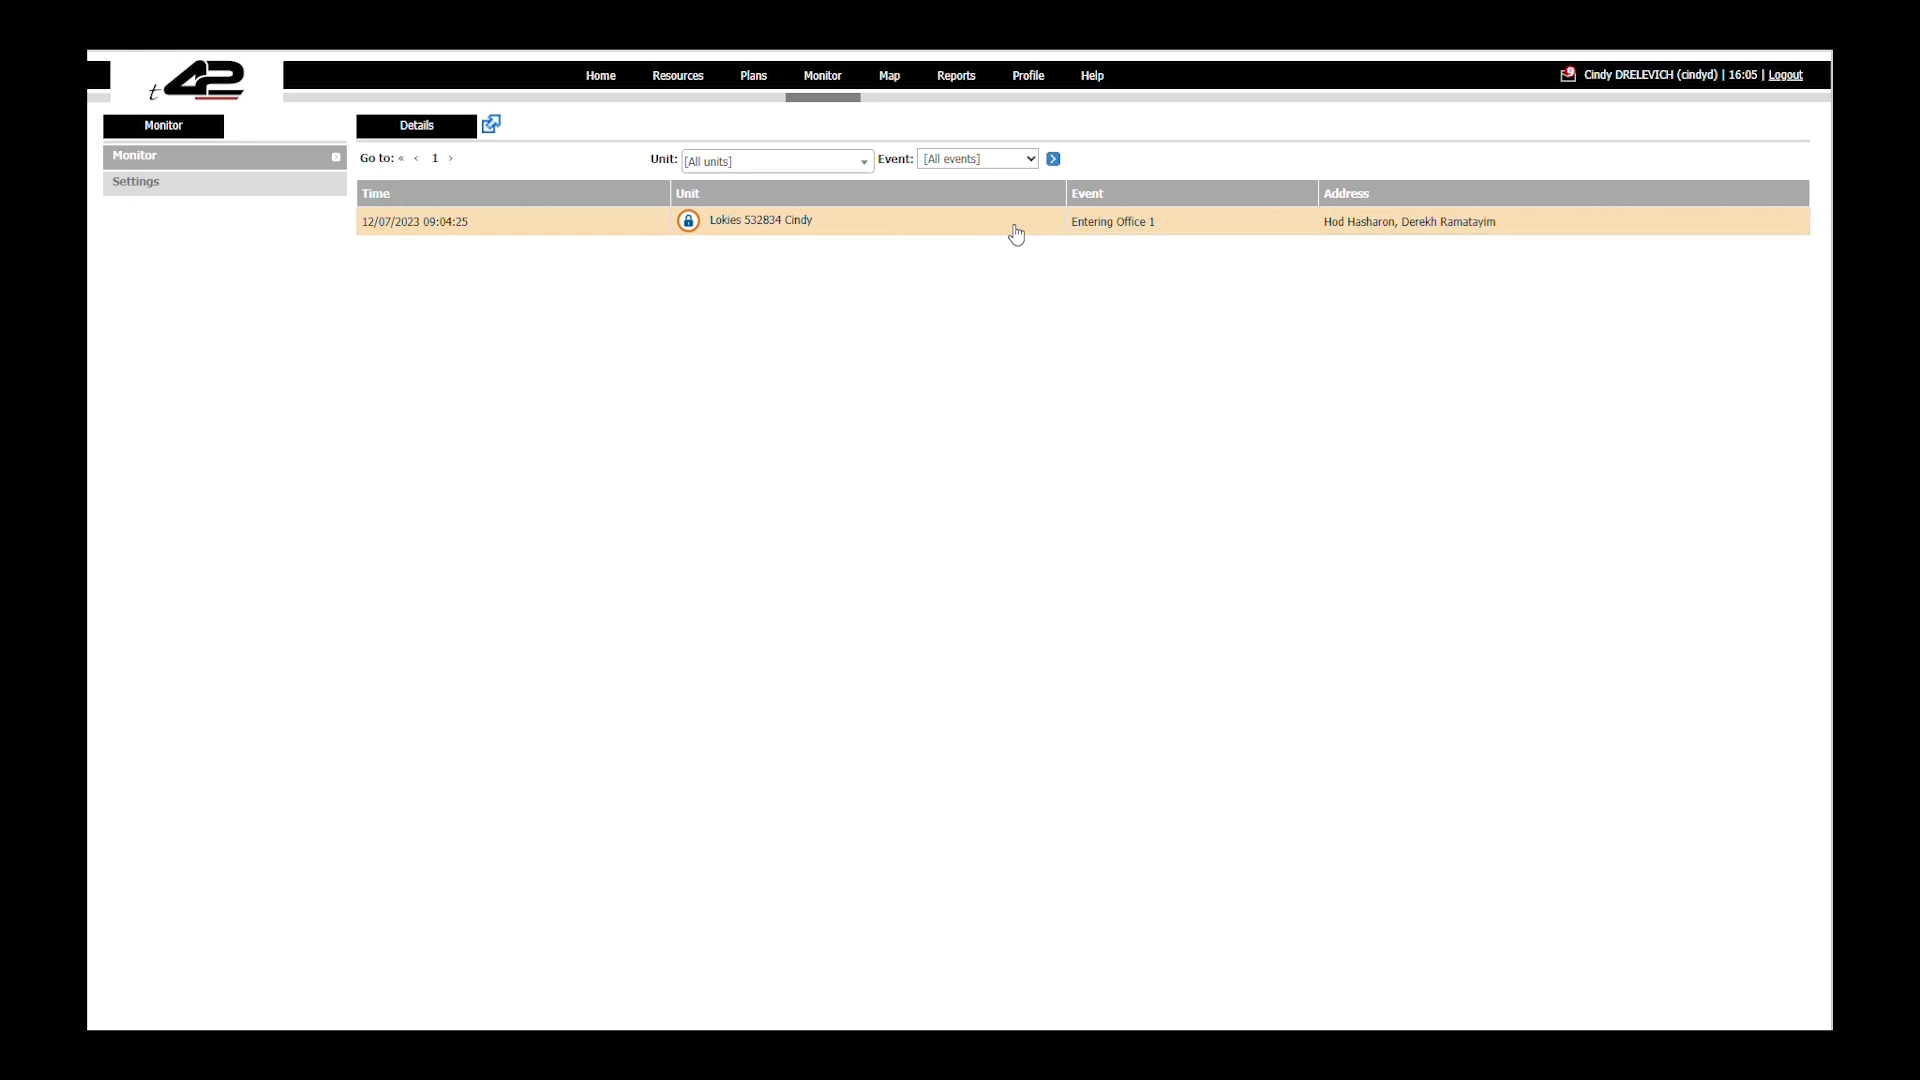 t42
Home Resources Plans Monitor Map Reports Profile Help
9 Cindy DRELEVICH (cindyd) | 16:05 | Logout
Monitor
Details
Monitor
Settings
Go to: « ‹ 1 › Unit: [All units] Event: [All events]
Time Unit Event Address
12/07/2023 09:04:25 Lokies 532834 Cindy Entering Office 1 Hod Hasharon, Derekh Ramatayim